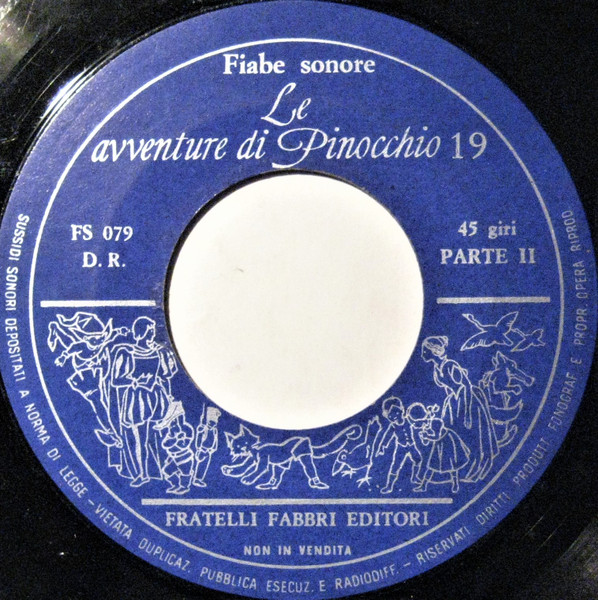 Fiabe sonore
Le
avventure di Pinocchio 19
FS 079
D. R.
45 giri
PARTE II
FRATELLI FABBRI EDITORI
NON IN VENDITA
SUSSIDI SONORI DEPOSITATI A NORMA DI LEGGE - VIETATA DUPLICAZ. PUBBLICA ESECUZ. E RADIODIFF. - RISERVATI DIRITTI PRODUT. FONOGRAF. E PROPR. OPERA RIPROD.